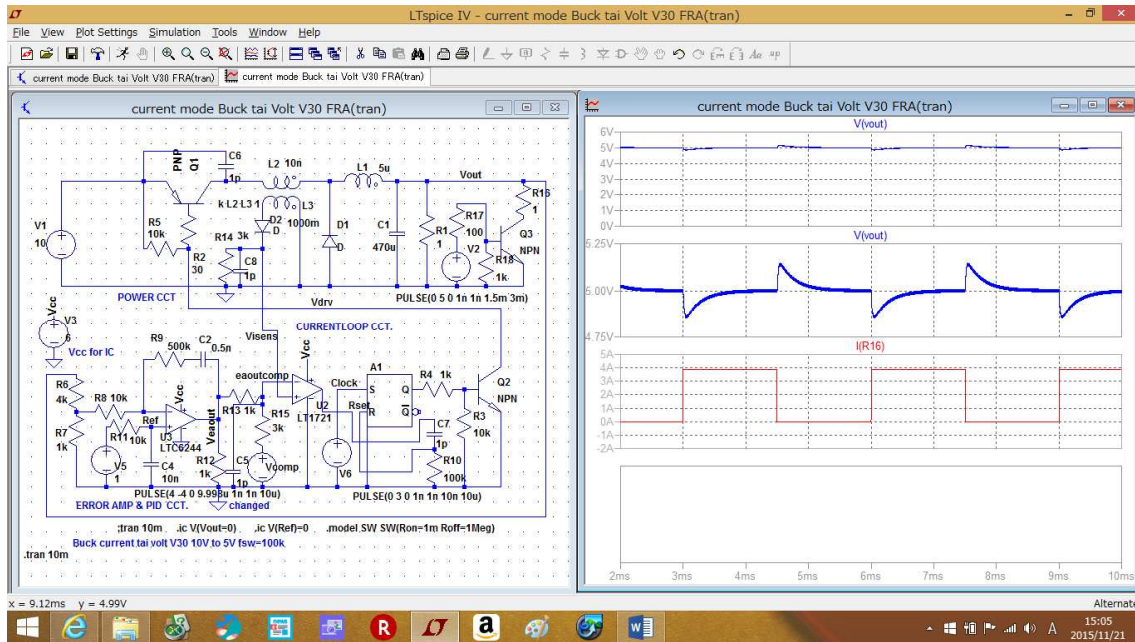 LTspice IV - current mode Buck tai Volt V30 FRA(tran)
File View Plot Settings Simulation Tools Window Help
current mode Buck tai Volt V30 FRA(tran)
current mode Buck tai Volt V30 FRA(tran)
current mode Buck tai Volt V30 FRA(tran)
PNP
Q1
C6
1p
L2 10n
L1 5u
Vout
R16
1
k L2 L3 1
L3
1000m
V1
10
R5
10k
R14 3k
D2
D
D1
D
C1
470u
R1
1
R17
100
V2
Q3
NPN
R2
30
C8
1p
R18
1k
POWER CCT
Vdrv
PULSE(0 5 0 1n 1n 1.5m 3m)
Vcc
V3
6
Vcc for IC
CURRENTLOOP CCT.
Visens
R9
500k
C2
0.5n
Vcc
eaoutcomp
Vcc
Clock
A1
S
R
Q
Q
R4 1k
Q2
NPN
R6
4k
R8 10k
Ref
R13 1k
R15
3k
U2
LT1721
Rset
R3
10k
R7
1k
R11
10k
U3
LTC6244
Veaout
C7
1p
V5
1
C4
10n
R12
1k
C5
1p
Vcomp
V6
R10
100k
PULSE(4 -4 0 9.998u 1n 1n 10u)
PULSE(0 3 0 1n 1n 10n 10u)
ERROR AMP & PID CCT.
changed
;tran 10m .ic V(Vout=0) .ic V(Ref)=0 .model SW SW(Ron=1m Roff=1Meg)
Buck current tai volt V30 10V to 5V fsw=100k
.tran 10m
current mode Buck tai Volt V30 FRA(tran)
V(vout)
6V
5V
4V
3V
2V
1V
0V
V(vout)
5.25V
5.00V
4.75V
I(R16)
5A
4A
3A
2A
1A
0A
-1A
-2A
2ms 3ms 4ms 5ms 6ms 7ms 8ms 9ms 10ms
x = 9.12ms y = 4.99V
Alternate
A
15:05
2015/11/21